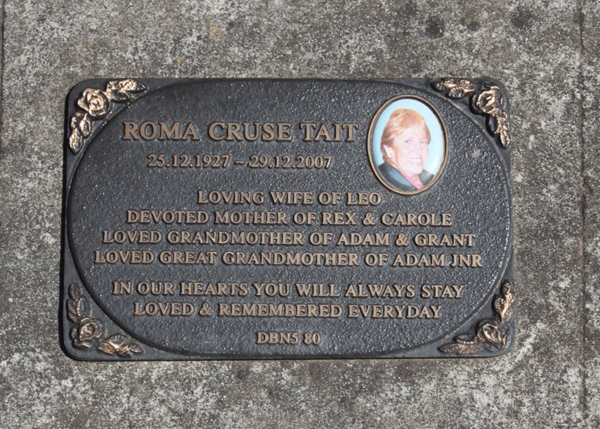 ROMA CRUSE TAIT
25.12.1927 ~ 29.12.2007
LOVING WIFE OF LEO
DEVOTED MOTHER OF REX & CAROLE
LOVED GRANDMOTHER OF ADAM & GRANT
LOVED GREAT GRANDMOTHER OF ADAM JNR
IN OUR HEARTS YOU WILL ALWAYS STAY
LOVED & REMEMBERED EVERYDAY
DBN5 80